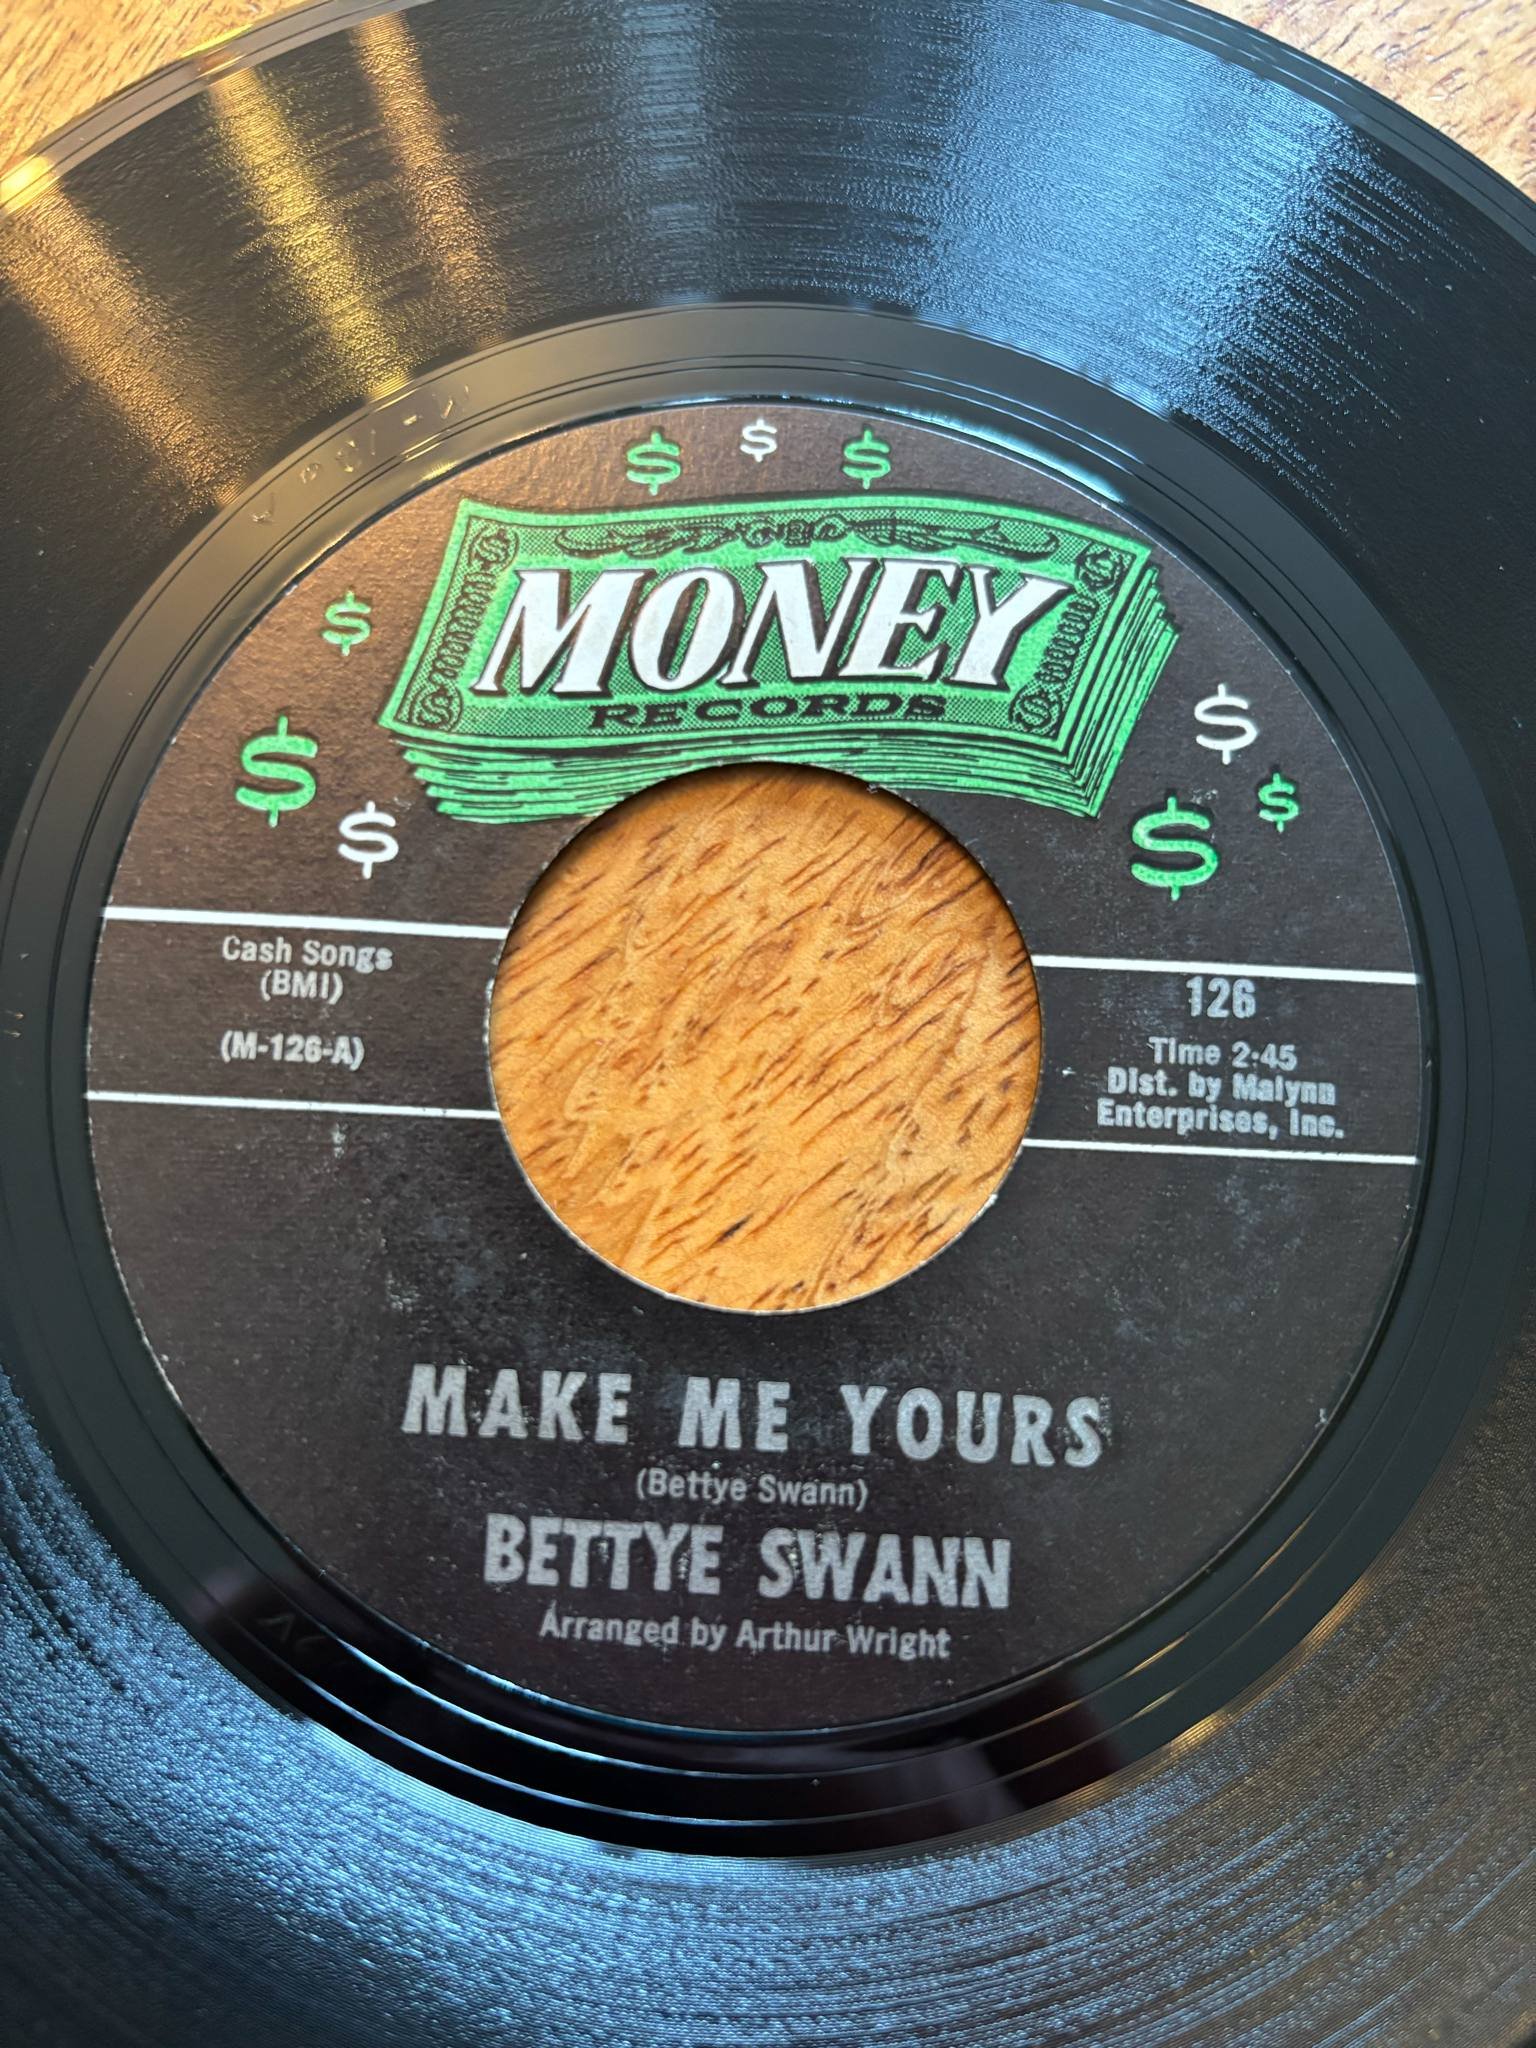 MONEY
RECORDS
Cash Songs
(BMI)
(M-126-A)
126
Time 2:45
Dist. by Malynn
Enterprises, Inc.
MAKE ME YOURS
(Bettye Swann)
BETTYE SWANN
Arranged by Arthur Wright